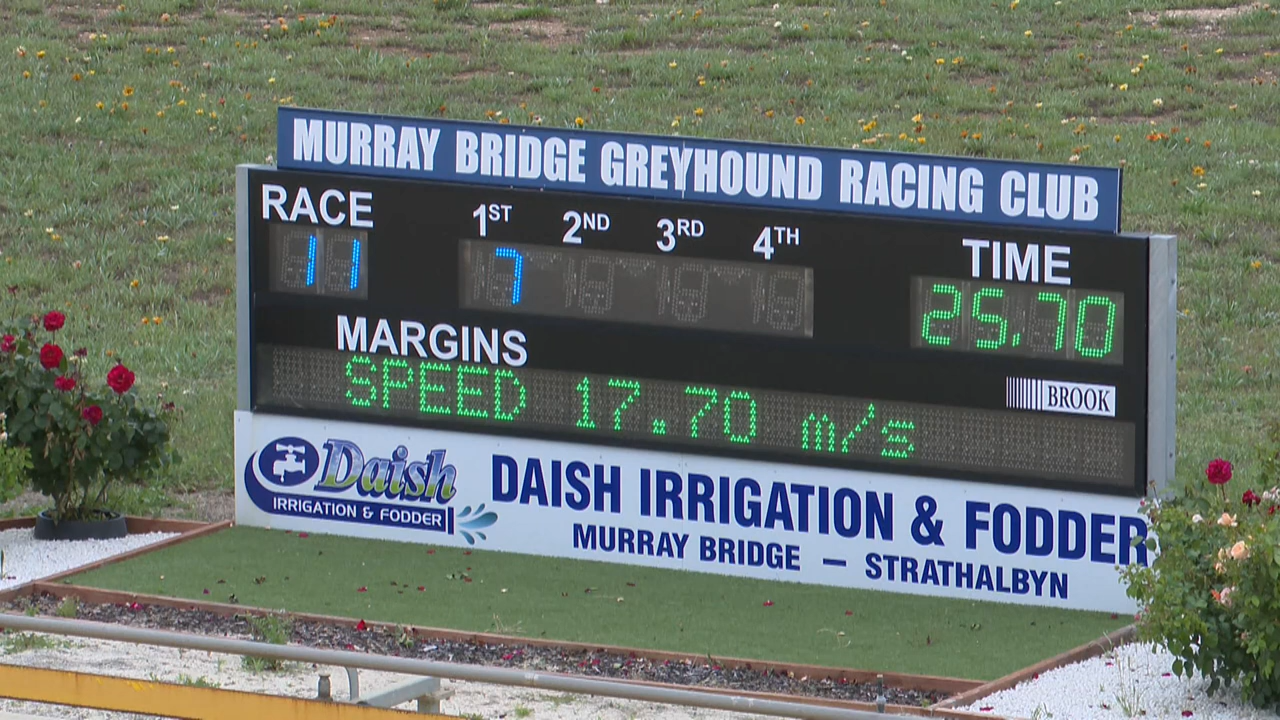 MURRAY BRIDGE GREYHOUND RACING CLUB
RACE 1ST 2ND 3RD 4TH TIME
11 7 25.70
MARGINS
BROOK
SPEED 17.70 m/s
Daish
IRRIGATION & FODDER
DAISH IRRIGATION & FODDER
MURRAY BRIDGE – STRATHALBYN